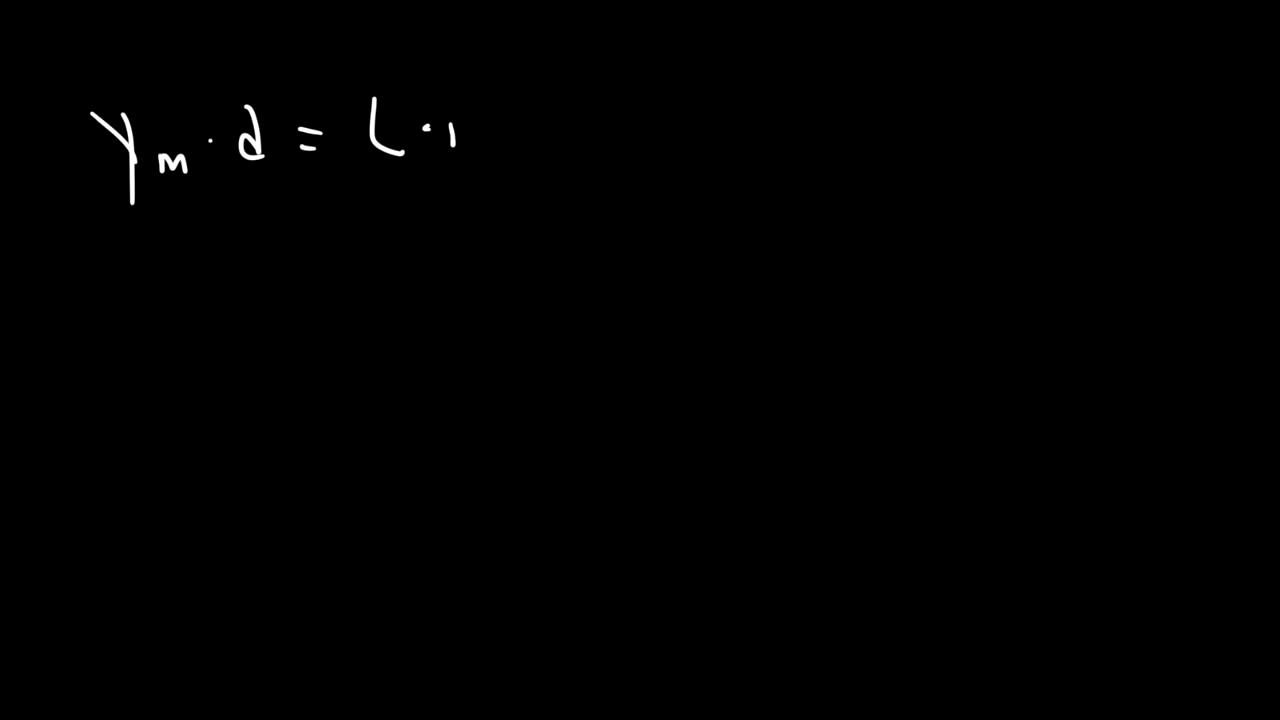 Yₘ · d = L · 1